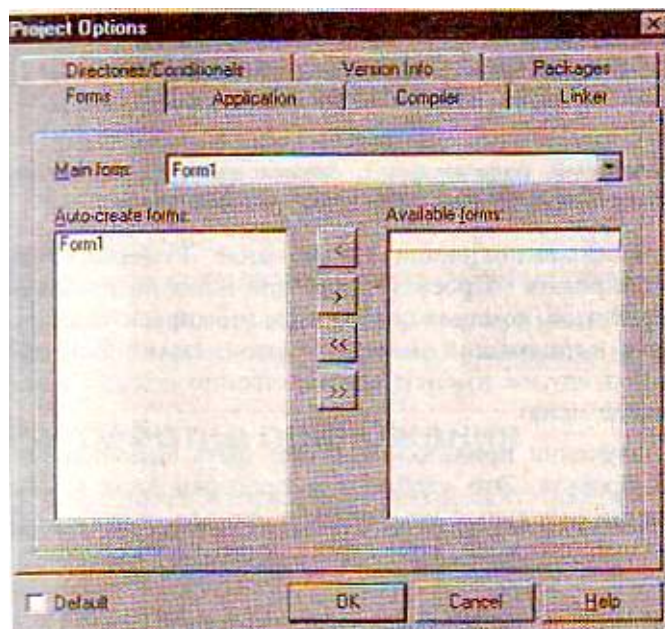 Project Options
Directories/Conditionals Version Info Packages
Forms Application Compiler Linker
Main form: Form1
Auto-create forms: Available forms:
Form1
<
>
<<
>>
Default OK Cancel Help